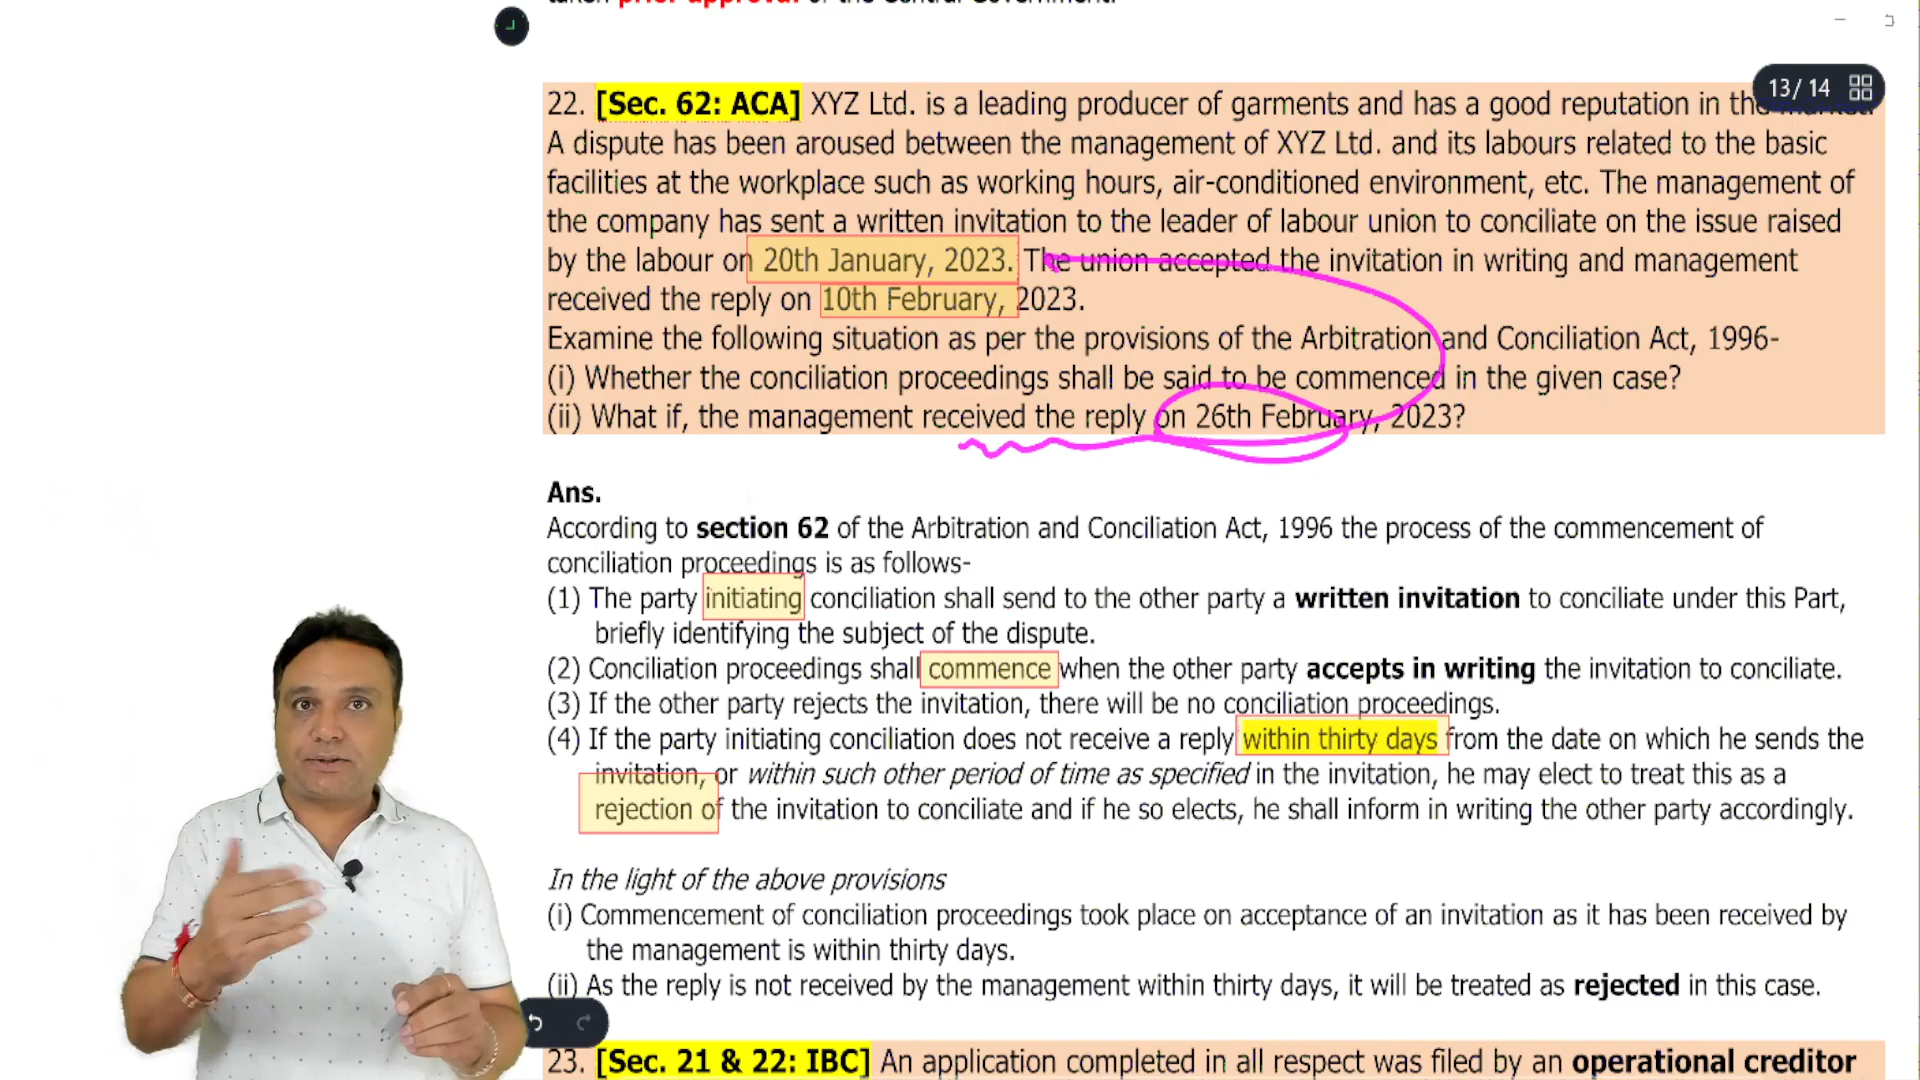 taken prior approval of the Central Government.
13/ 14
22. [Sec. 62: ACA] XYZ Ltd. is a leading producer of garments and has a good reputation in the market.
A dispute has been aroused between the management of XYZ Ltd. and its labours related to the basic
facilities at the workplace such as working hours, air-conditioned environment, etc. The management of
the company has sent a written invitation to the leader of labour union to conciliate on the issue raised
by the labour on 20th January, 2023. The union accepted the invitation in writing and management
received the reply on 10th February, 2023.
Examine the following situation as per the provisions of the Arbitration and Conciliation Act, 1996-
(i) Whether the conciliation proceedings shall be said to be commenced in the given case?
(ii) What if, the management received the reply on 26th February, 2023?
Ans.
According to section 62 of the Arbitration and Conciliation Act, 1996 the process of the commencement of
conciliation proceedings is as follows-
(1) The party initiating conciliation shall send to the other party a written invitation to conciliate under this Part,
briefly identifying the subject of the dispute.
(2) Conciliation proceedings shall commence when the other party accepts in writing the invitation to conciliate.
(3) If the other party rejects the invitation, there will be no conciliation proceedings.
(4) If the party initiating conciliation does not receive a reply within thirty days from the date on which he sends the
invitation, or within such other period of time as specified in the invitation, he may elect to treat this as a
rejection of the invitation to conciliate and if he so elects, he shall inform in writing the other party accordingly.
In the light of the above provisions
(i) Commencement of conciliation proceedings took place on acceptance of an invitation as it has been received by
the management is within thirty days.
(ii) As the reply is not received by the management within thirty days, it will be treated as rejected in this case.
23. [Sec. 21 & 22: IBC] An application completed in all respect was filed by an operational creditor